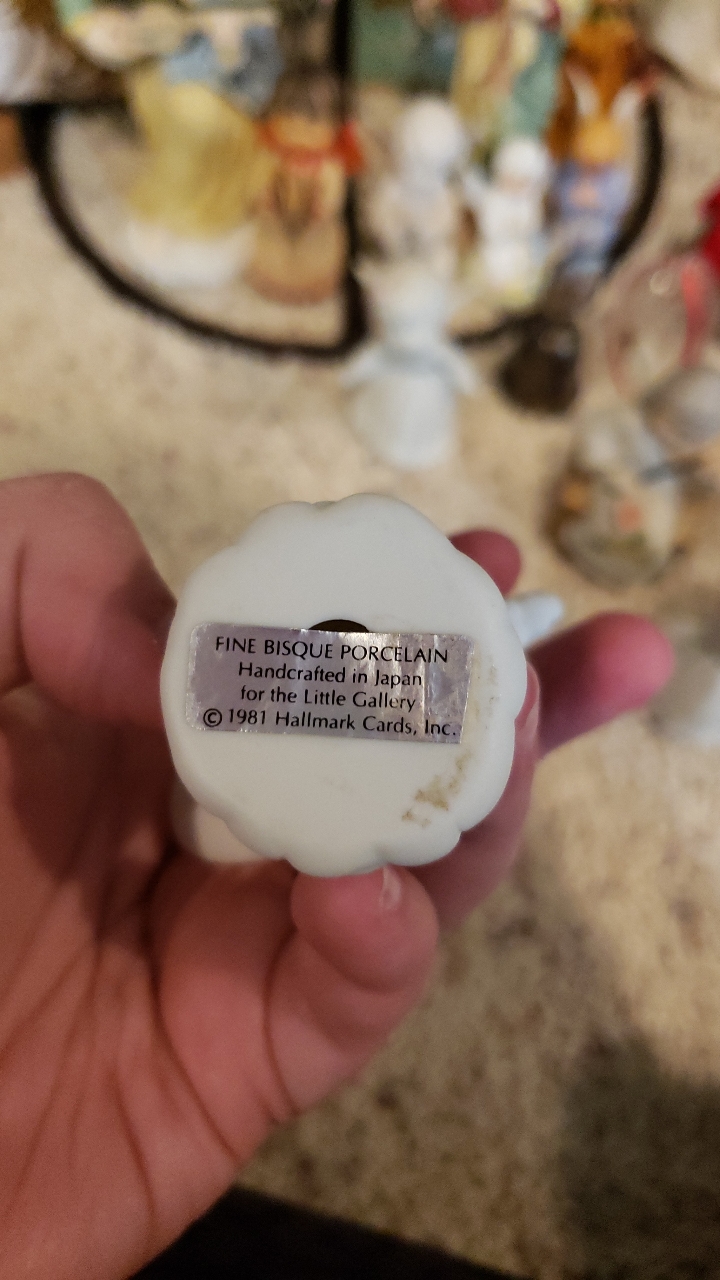 FINE BISQUE PORCELAIN
Handcrafted in Japan
for the Little Gallery
© 1981 Hallmark Cards, Inc.